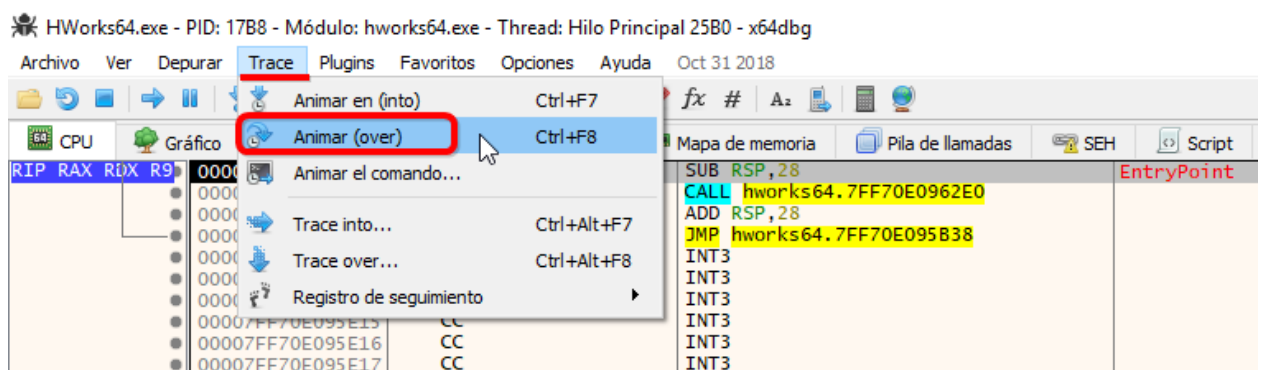 HWorks64.exe - PID: 17B8 - Módulo: hworks64.exe - Thread: Hilo Principal 25B0 - x64dbg
Archivo Ver Depurar Trace Plugins Favoritos Opciones Ayuda Oct 31 2018
Animar en (into) Ctrl+F7 fx # A₂
64 CPU Gráfico Animar (over) Ctrl+F8 Mapa de memoria Pila de llamadas SEH Script
RIP RAX RDX R9 0000 Animar el comando... SUB RSP,28 EntryPoint
CALL hworks64.7FF70E0962E0
ADD RSP,28
Trace into... Ctrl+Alt+F7 JMP hworks64.7FF70E095B38
INT3
Trace over... Ctrl+Alt+F8 INT3
Registro de seguimiento INT3
00007FF70E095E15 CC INT3
00007FF70E095E16 CC INT3
00007FF70E095E17 CC INT3